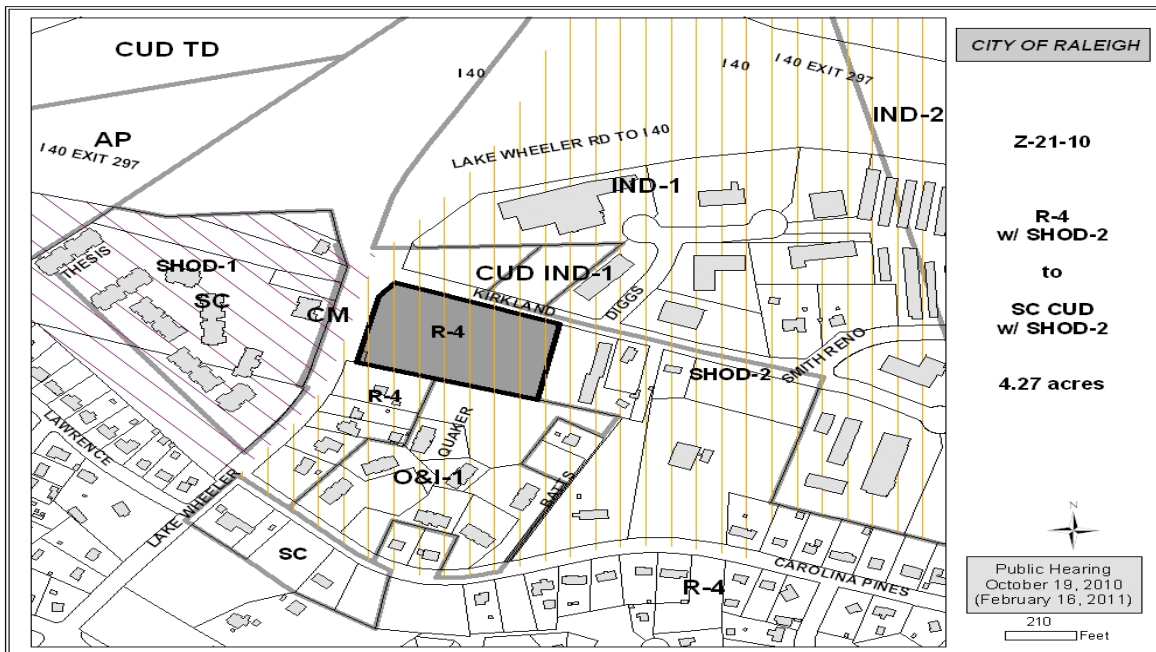 CUD TD
I 40
I 40
I 40 EXIT 297
AP
I 40 EXIT 297
IND-2
LAKE WHEELER RD TO I 40
IND-1
THESIS
SHOD-1
SC
CM
CUD IND-1
KIRKLAND
DIGGS
R-4
SHOD-2
SMITH RENO
R-4
QUAKER
LAWRENCE
O&I-1
BATTS
LAKE WHEELER
SC
CAROLINA PINES
R-4
CITY OF RALEIGH
Z-21-10
R-4
w/ SHOD-2
to
SC CUD
w/ SHOD-2
4.27 acres
N
Public Hearing
October 19, 2010
(February 16, 2011)
210
Feet